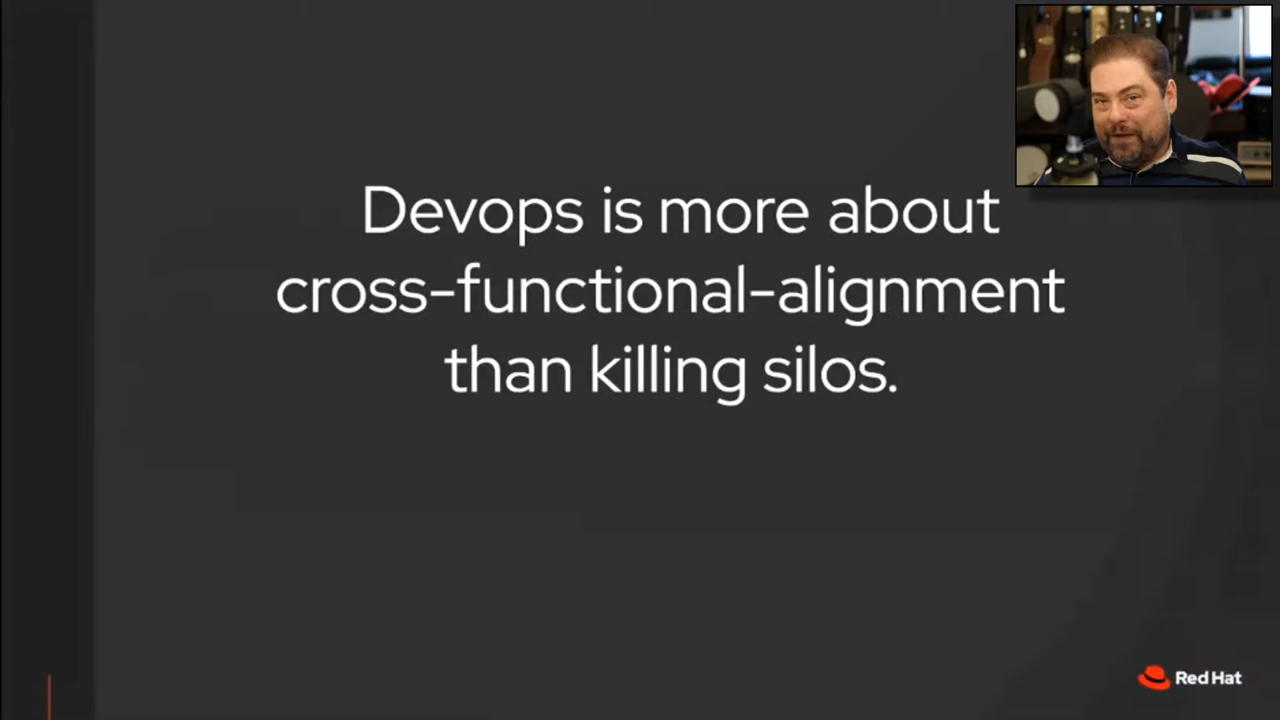 Devops is more about
cross-functional-alignment
than killing silos.
Red Hat